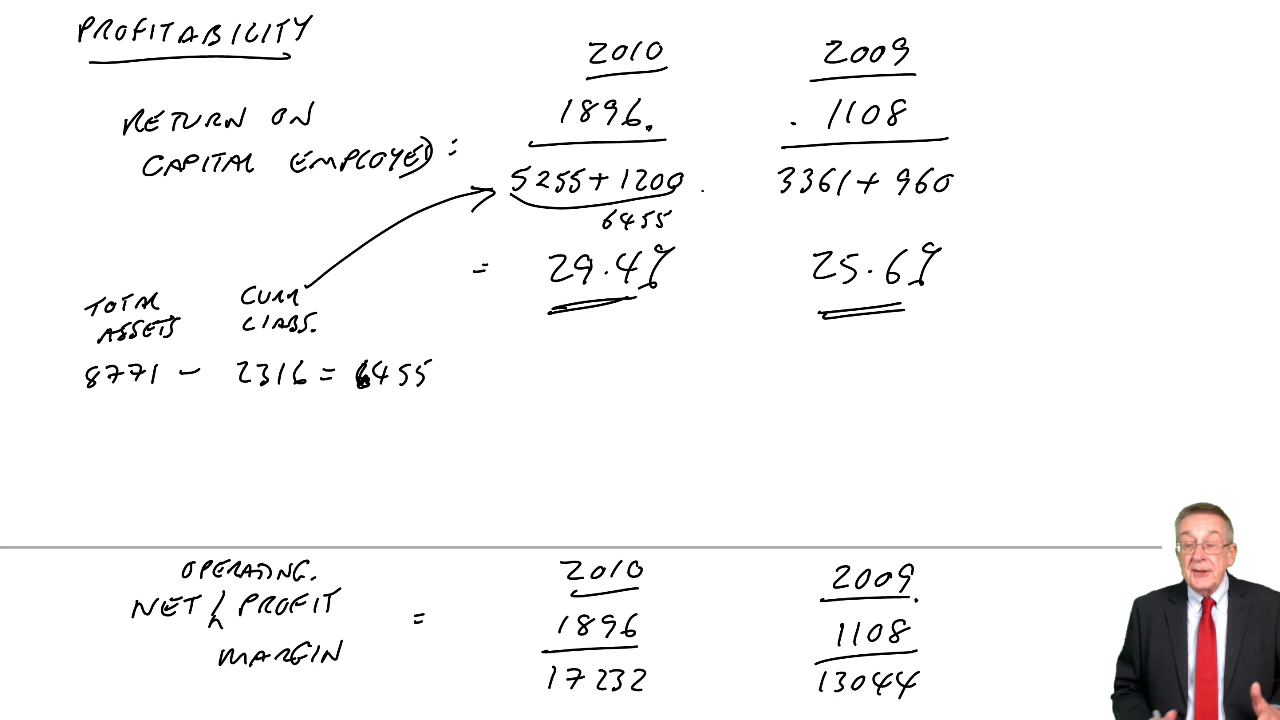 PROFITABILITY
2010 2009
RETURN ON 1896. . 1108
CAPITAL EMPLOYED :
5255+1200 . 3361+960
6455
= 29.4% 25.6%
TOTAL CURR
ASSETS LIABS.
8771 - 2316 = 6455
OPERATING. 2010 2009.
NET / PROFIT = 1896 1108
MARGIN 17232 13044